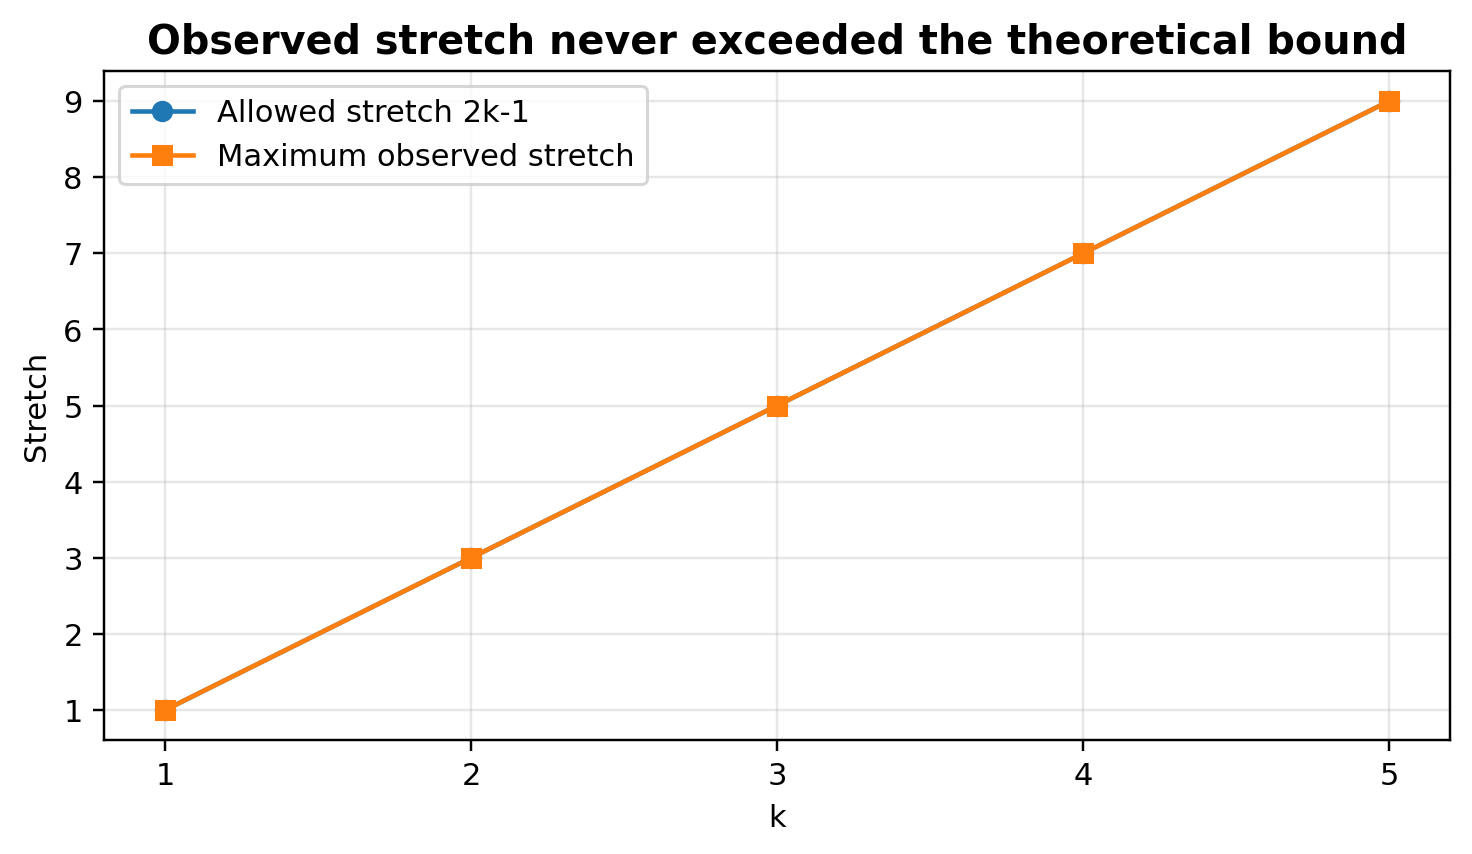 Observed stretch never exceeded the theoretical bound
Allowed stretch 2k-1
Maximum observed stretch
9
8
7
6
5
4
3
2
1
Stretch
1 2 3 4 5
k